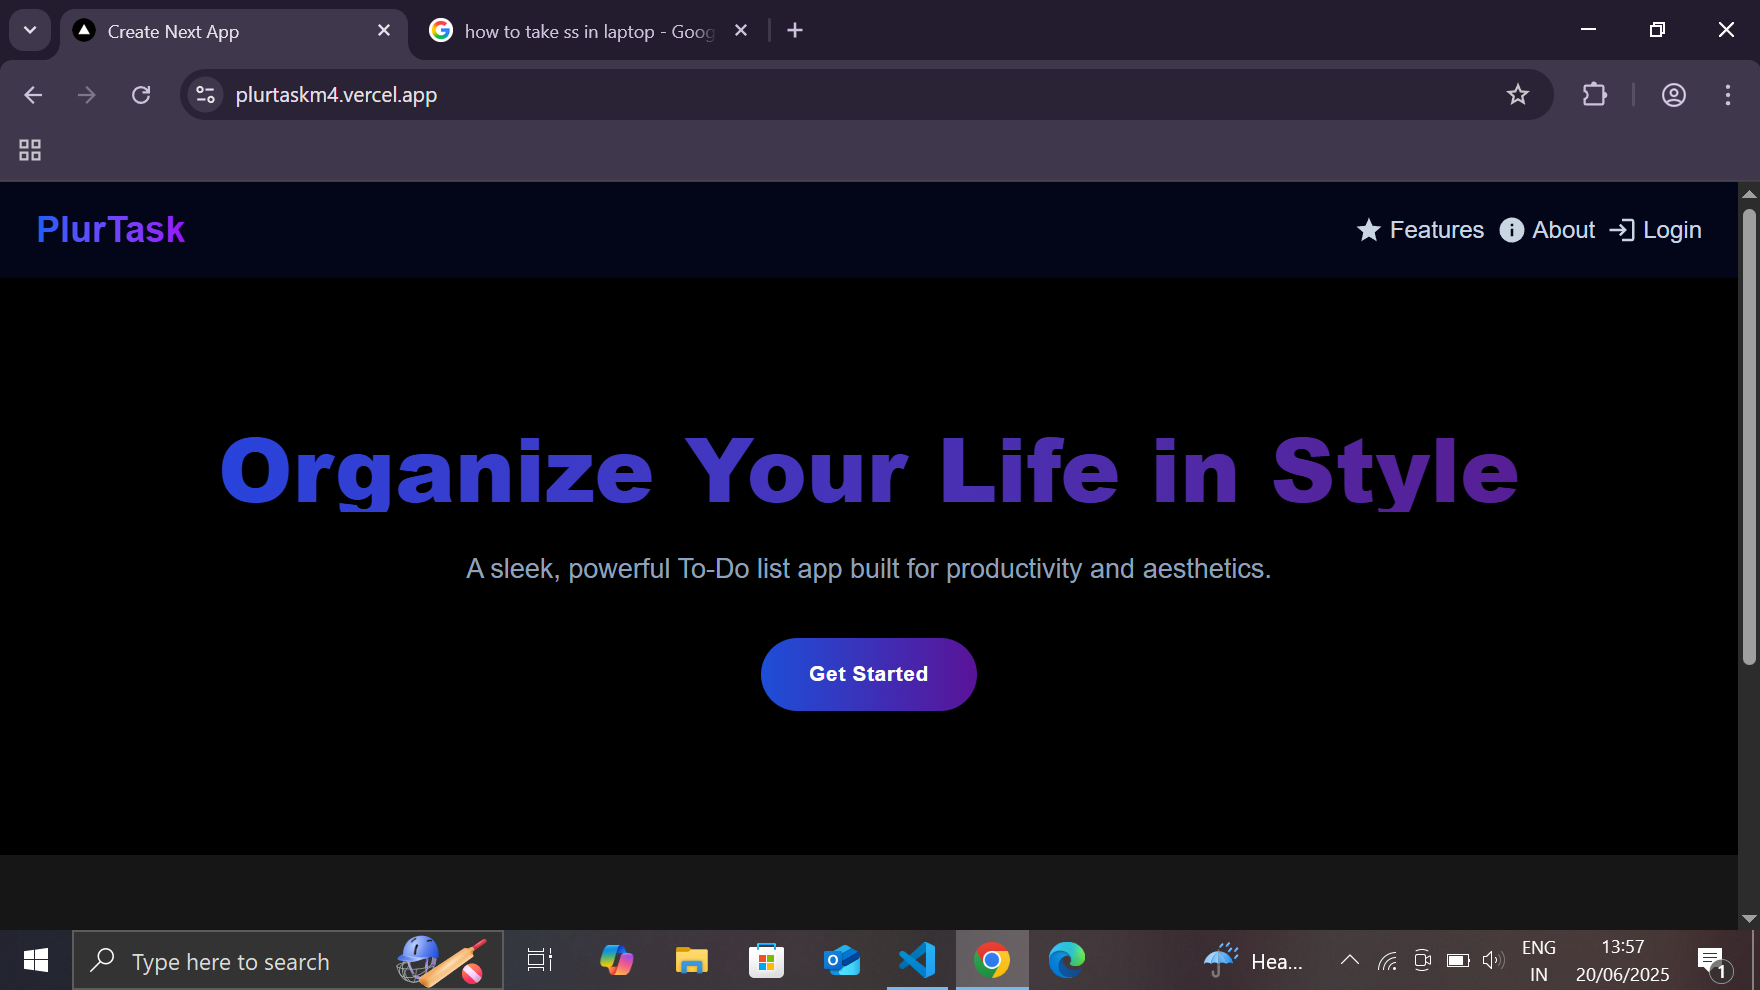 Create Next App
how to take ss in laptop - Goog
plurtaskm4.vercel.app
PlurTask
Features
About
Login
Organize Your Life in Style
A sleek, powerful To-Do list app built for productivity and aesthetics.
Get Started
Type here to search
Hea...
ENG
IN
13:57
20/06/2025
1